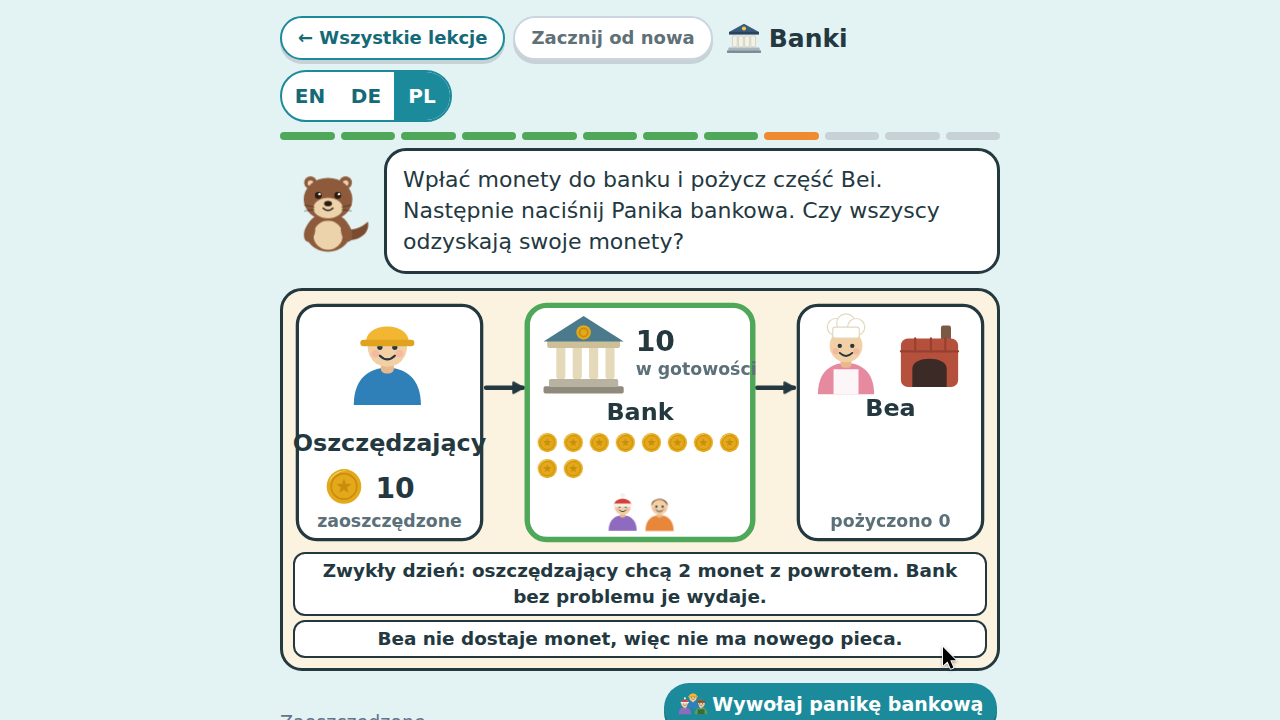 ← Wszystkie lekcje
Zacznij od nowa
Banki
EN DE PL
Wpłać monety do banku i pożycz część Bei.
Następnie naciśnij Panika bankowa. Czy wszyscy
odzyskają swoje monety?
Oszczędzający
10
zaoszczędzone
10
w gotowości
Bank
Bea
pożyczono 0
Zwykły dzień: oszczędzający chcą 2 monet z powrotem. Bank
bez problemu je wydaje.
Bea nie dostaje monet, więc nie ma nowego pieca.
Zaoszczędzone
Wywołaj panikę bankową